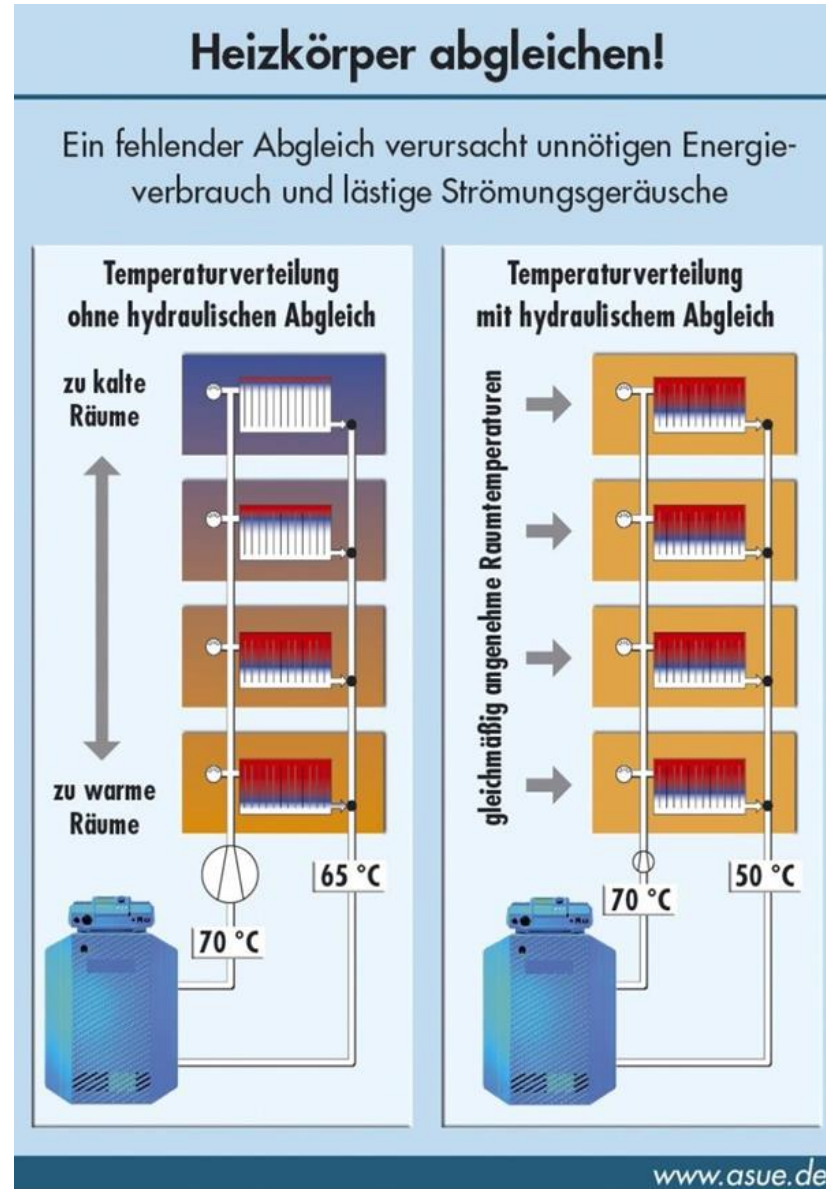 Heizkörper abgleichen!
Ein fehlender Abgleich verursacht unnötigen Energie-
verbrauch und lästige Strömungsgeräusche
Temperaturverteilung
ohne hydraulischen Abgleich
zu kalte
Räume
zu warme
Räume
65 °C
70 °C
Temperaturverteilung
mit hydraulischem Abgleich
gleichmäßig angenehme Raumtemperaturen
50 °C
70 °C
www.asue.de